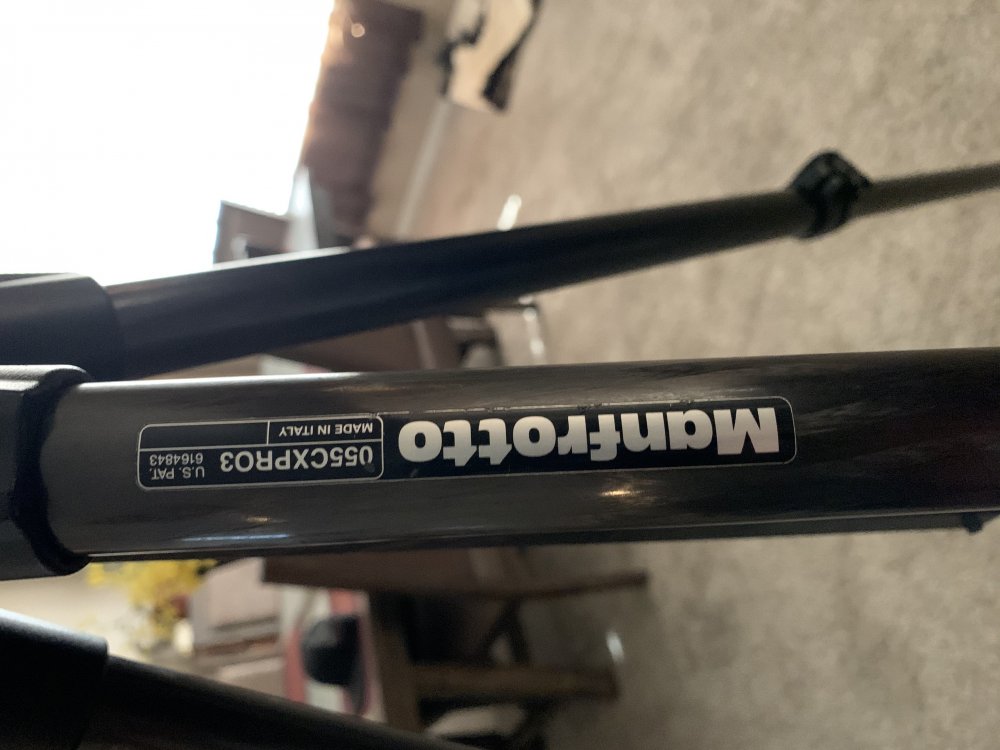 Manfrotto
055CXPRO3
MADE IN ITALY
U.S. PAT.
6164843